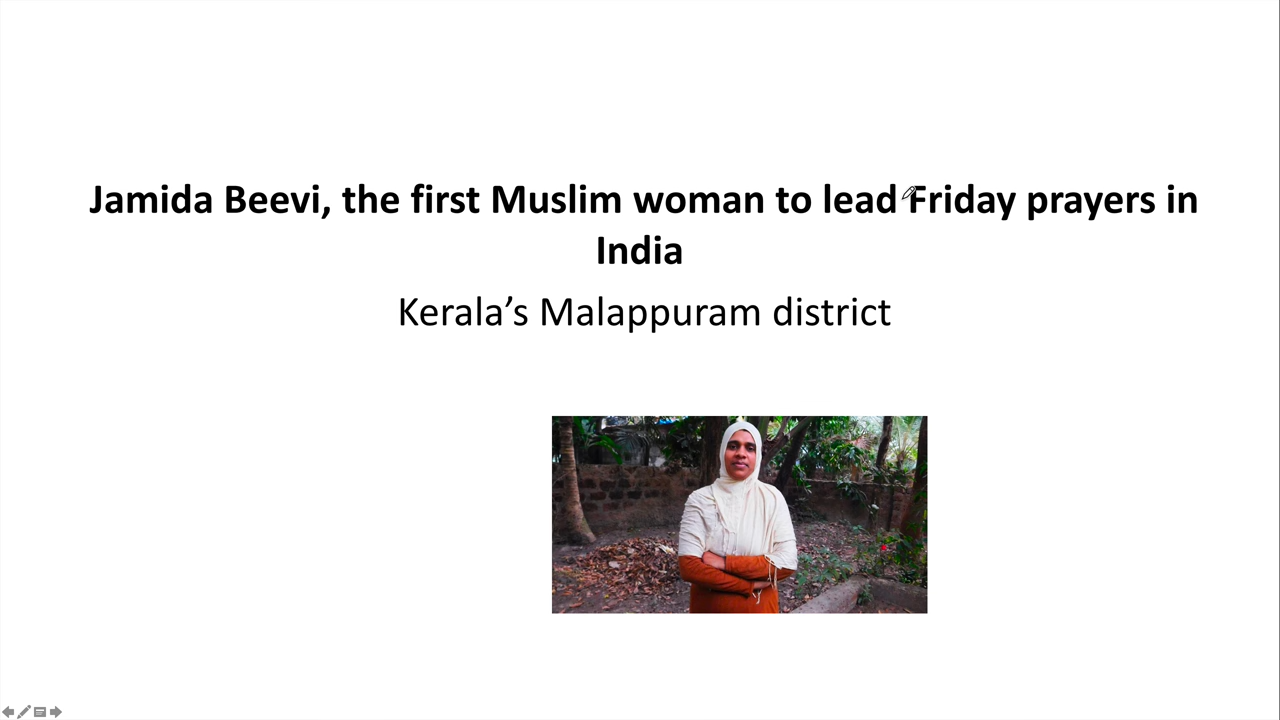 Jamida Beevi, the first Muslim woman to lead Friday prayers in
India
Kerala’s Malappuram district